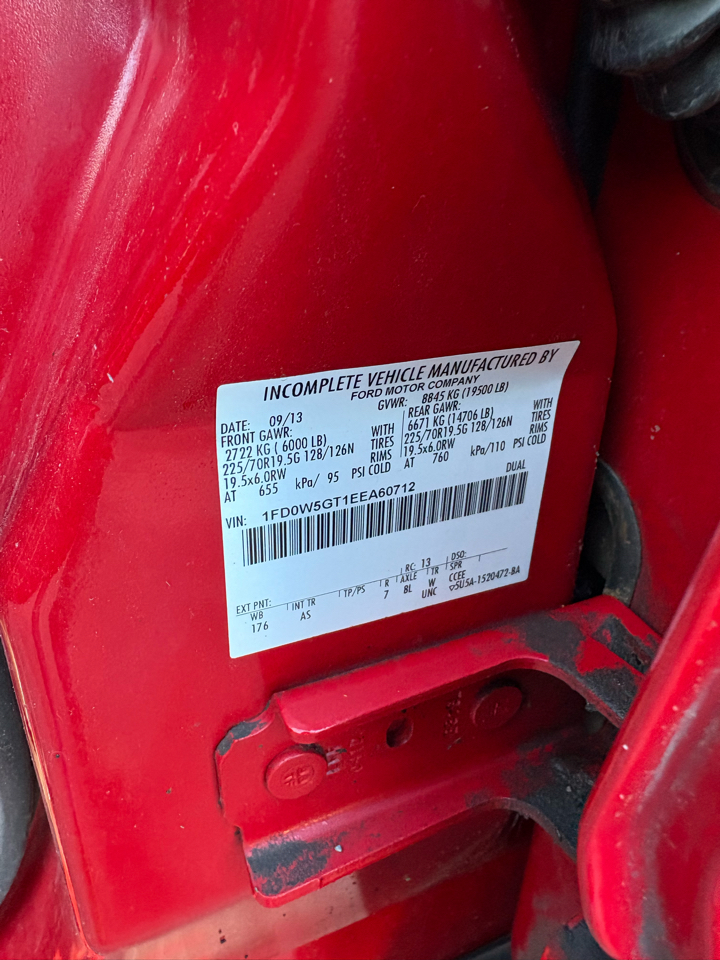 INCOMPLETE VEHICLE MANUFACTURED BY
FORD MOTOR COMPANY
DATE: 09/13 GVWR: 8845 KG (19500 LB)
FRONT GAWR: WITH REAR GAWR: WITH
2722 KG ( 6000 LB) TIRES 6671 KG (14706 LB) TIRES
225/70R19.5G 128/126N RIMS 225/70R19.5G 128/126N RIMS
19.5x6.0RW PSI COLD 19.5x6.0RW PSI COLD
AT 655 kPa/ 95 AT 760 kPa/110
DUAL
VIN: 1FD0W5GT1EEA60712
EXT PNT: RC: 13 DSO:
WB INT TR TP/PS R AXLE TR SPR
176 AS 7 8L W CCEE
UNC 5U5A-1520472-BA